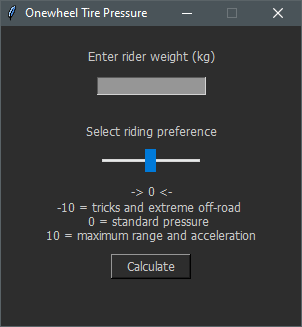 Onewheel Tire Pressure
Enter rider weight (kg)
Select riding preference
-> 0 <-
-10 = tricks and extreme off-road
0 = standard pressure
10 = maximum range and acceleration
Calculate